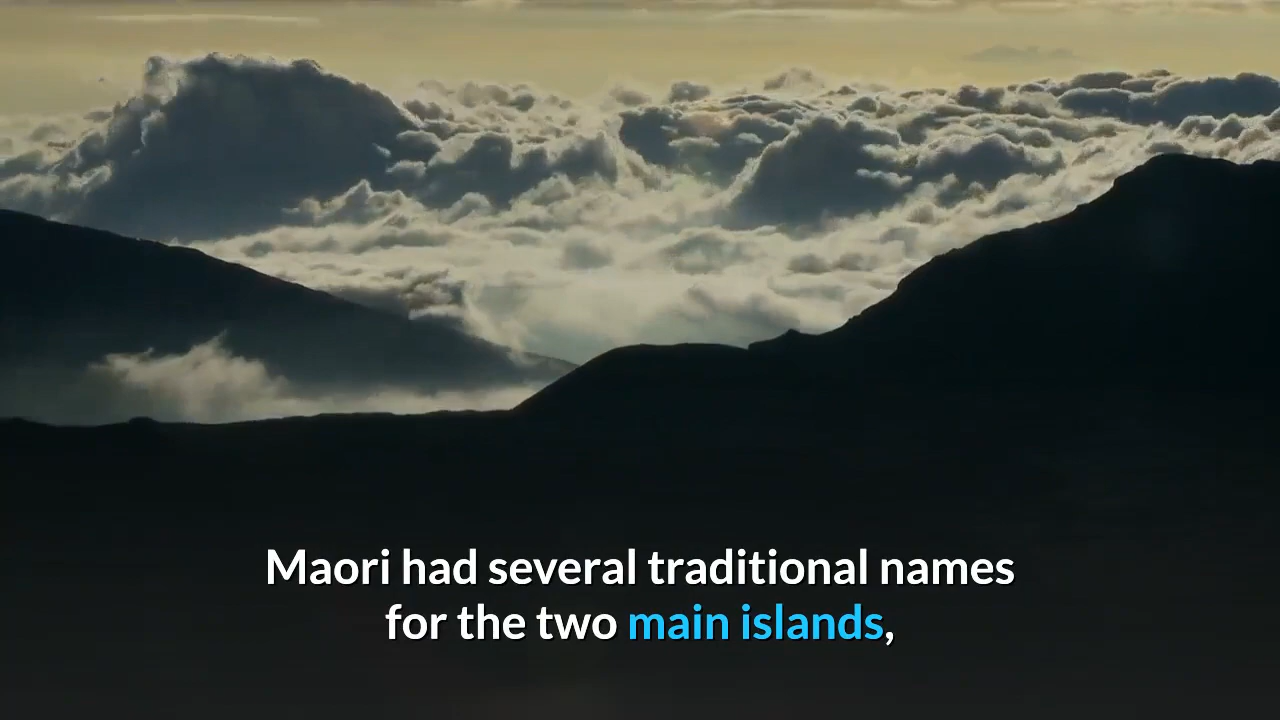 Maori had several traditional names
for the two main islands,